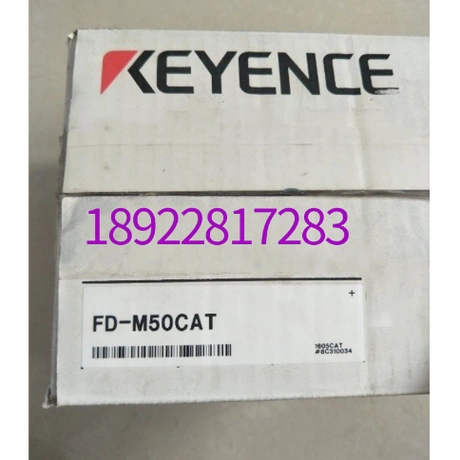 KEYENCE
18922817283
FD-M50CAT
1605CAT
#8C310034